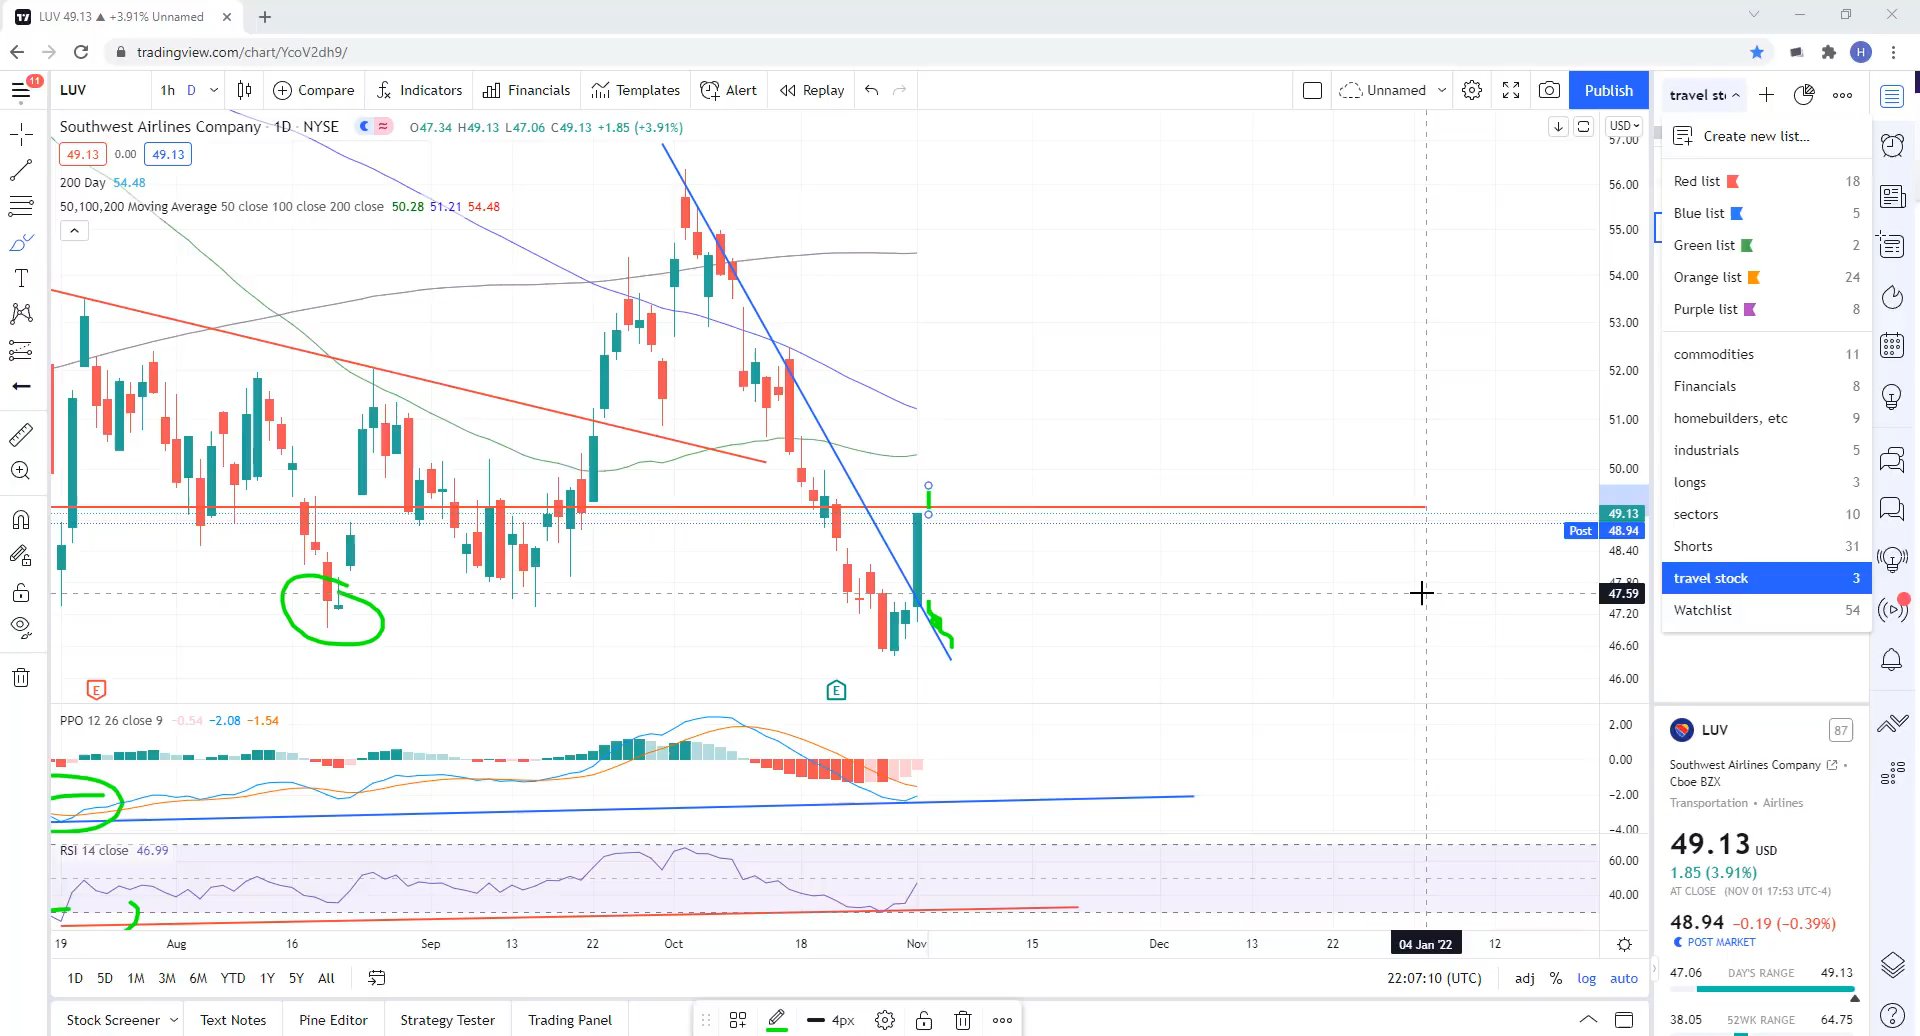 LUV 49.13 ▲ +3.91% Unnamed
tradingview.com/chart/YcoV2dh9/
H
11
LUV 1h D Compare Indicators Financials Templates Alert Replay Unnamed Publish
travel st
Southwest Airlines Company · 1D · NYSE O47.34 H49.13 L47.06 C49.13 +1.85 (+3.91%)
49.13 0.00 49.13
200 Day 54.48
50,100,200 Moving Average 50 close 100 close 200 close 50.28 51.21 54.48
USD
57.00
56.00
55.00
54.00
53.00
52.00
51.00
50.00
49.13
Post 48.94
48.40
47.80
47.59
47.20
46.60
46.00
E
E
PPO 12 26 close 9 −0.54 −2.08 −1.54
2.00
0.00
−2.00
−4.00
RSI 14 close 46.99
60.00
40.00
19 Aug 16 Sep 13 22 Oct 18 Nov 15 Dec 13 22 04 Jan '22 12
1D 5D 1M 3M 6M YTD 1Y 5Y All
22:07:10 (UTC) adj % log auto
Stock Screener Text Notes Pine Editor Strategy Tester Trading Panel
4px
Create new list...
Red list 18
Blue list 5
Green list 2
Orange list 24
Purple list 8
commodities 11
Financials 8
homebuilders, etc 9
industrials 5
longs 3
sectors 10
Shorts 31
travel stock 3
Watchlist 54
LUV 87
Southwest Airlines Company •
Cboe BZX
Transportation • Airlines
49.13 USD
1.85 (3.91%)
AT CLOSE (NOV 01 17:53 UTC-4)
48.94 −0.19 (−0.39%)
POST MARKET
47.06 DAY'S RANGE 49.13
38.05 52WK RANGE 64.75